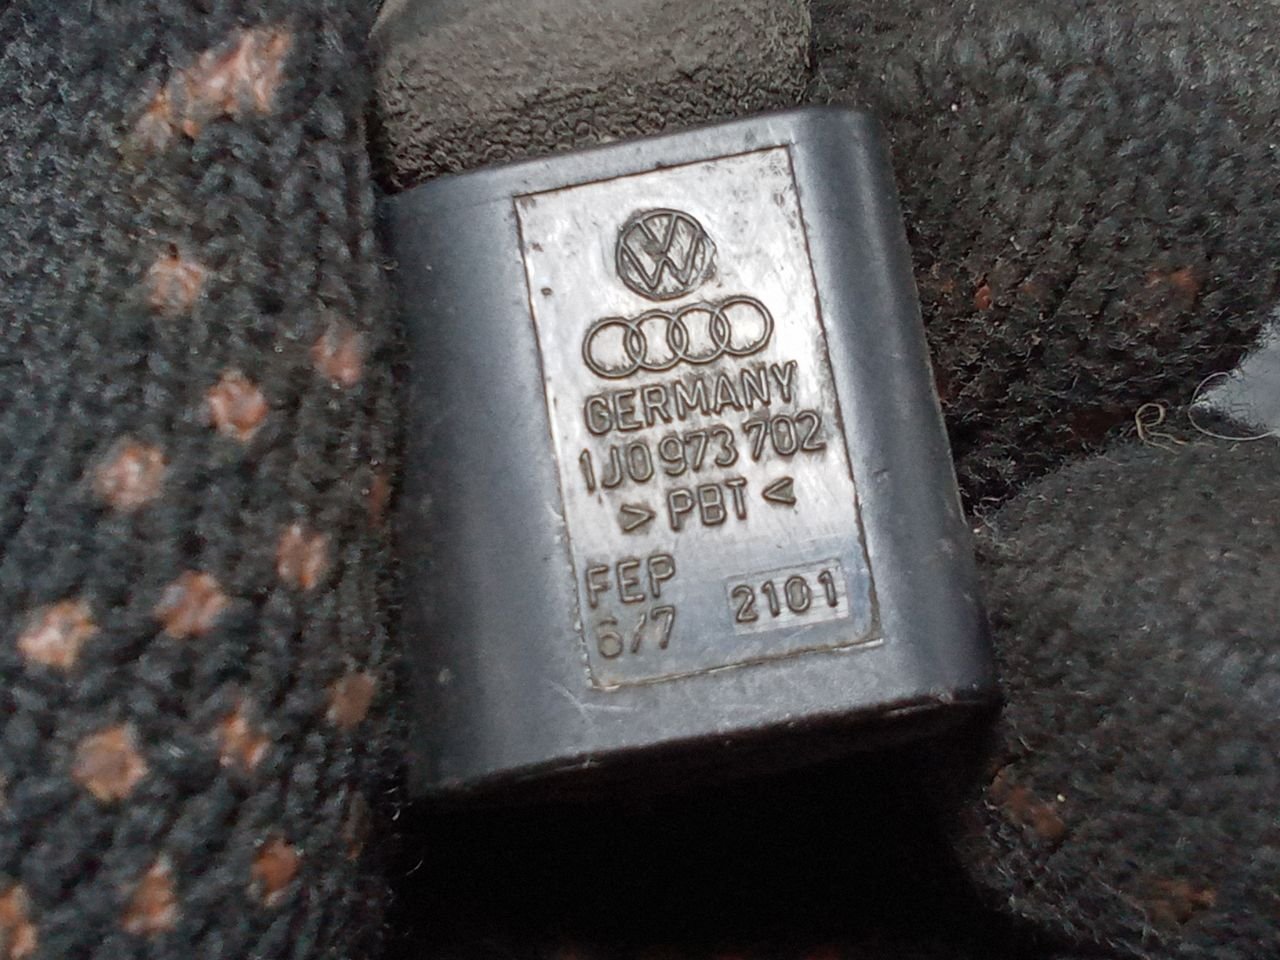 GERMANY
1J0 973 702
> PBT <
FEP
6/7
2101